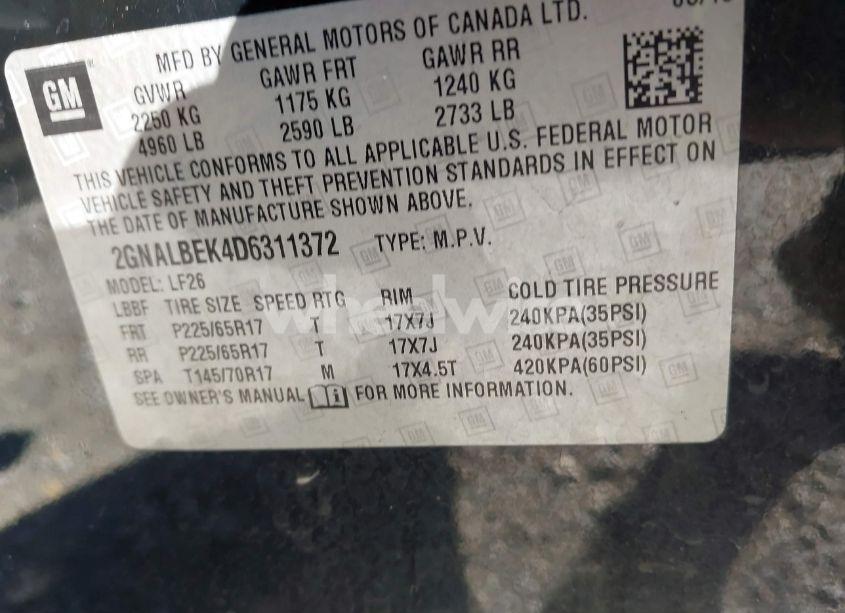 MFD BY GENERAL MOTORS OF CANADA LTD.
GM
GVWR GAWR FRT GAWR RR
2250 KG 1175 KG 1240 KG
4960 LB 2590 LB 2733 LB
THIS VEHICLE CONFORMS TO ALL APPLICABLE U.S. FEDERAL MOTOR
VEHICLE SAFETY AND THEFT PREVENTION STANDARDS IN EFFECT ON
THE DATE OF MANUFACTURE SHOWN ABOVE.
2GNALBEK4D6311372 TYPE: M.P.V.
MODEL: LF26
LBBF TIRE SIZE SPEED RTG RIM COLD TIRE PRESSURE
FRT P225/65R17 T 17X7J 240KPA(35PSI)
RR P225/65R17 T 17X7J 240KPA(35PSI)
SPA T145/70R17 M 17X4.5T 420KPA(60PSI)
SEE OWNER'S MANUAL FOR MORE INFORMATION.